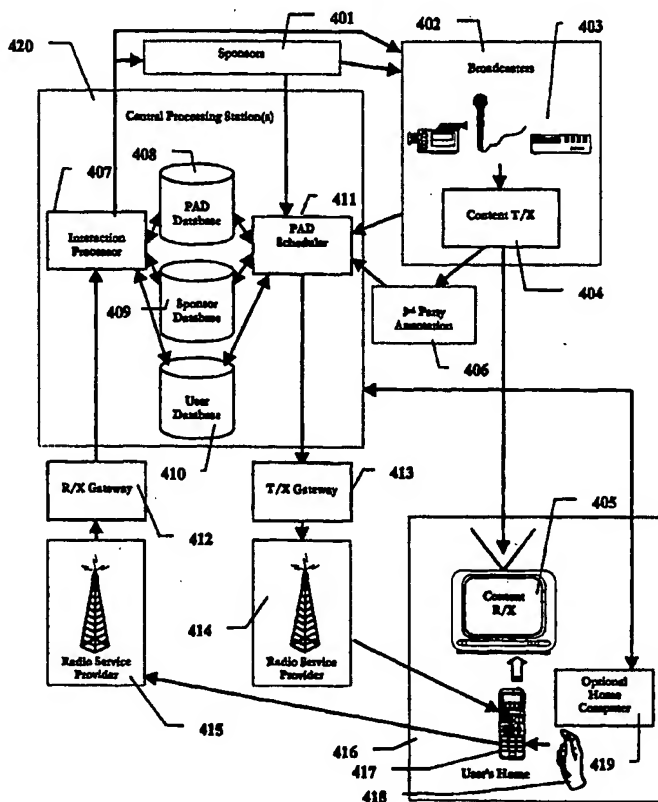 401
402
403
420
Sponsors
Broadcasters
Central Processing Station(s)
408
407
411
PAD
Database
Interaction
Processor
PAD
Scheduler
Content T/X
409
Sponsor
Database
404
3rd Party
Annotation
406
User
Database
410
413
405
R/X Gateway
T/X Gateway
412
Content
R/X
414
Radio Service
Provider
Radio Service
Provider
Optional
Home
Computer
415
416
417
User's Home
419
418